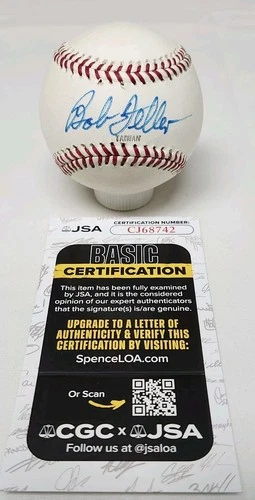 Bob Feller
TAIWAN
JSA
CERTIFICATION NUMBER:
CJ68742
BASIC
CERTIFICATION
This item has been fully examined
by JSA, and it is the considered
opinion of our expert authenticators
that the signature(s) is/are genuine.
UPGRADE TO A LETTER OF
AUTHENTICITY & VERIFY THIS
CERTIFICATION BY VISITING:
SpenceLOA.com
Or Scan
CGC x JSA
Follow us at @jsaloa